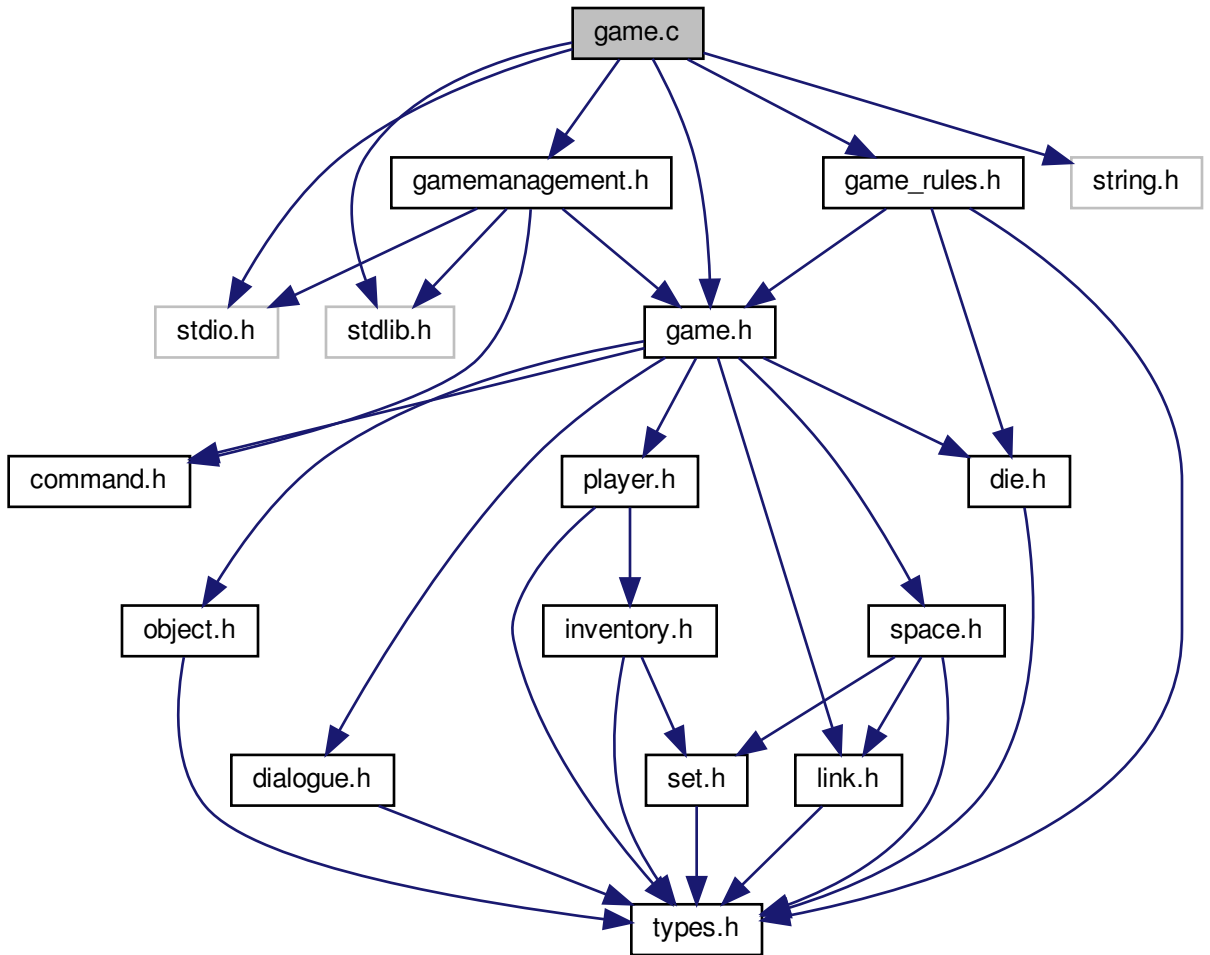 game.c
gamemanagement.h
game_rules.h
string.h
stdio.h
stdlib.h
game.h
command.h
player.h
die.h
object.h
inventory.h
space.h
dialogue.h
set.h
link.h
types.h